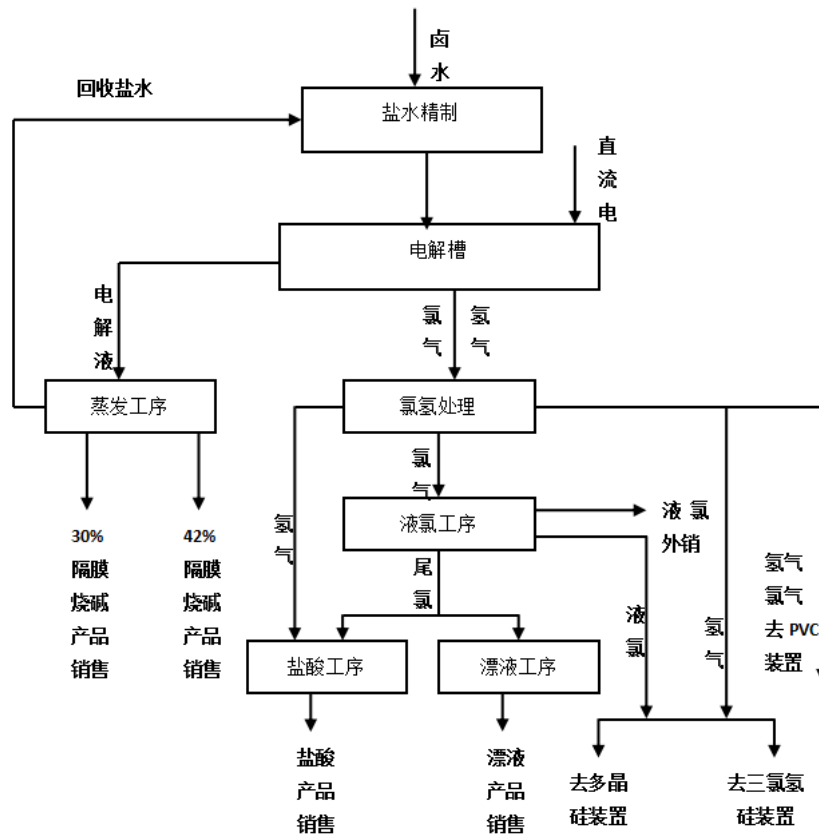 卤水
回收盐水
盐水精制
直流电
电解槽
电解液
氯气
氢气
蒸发工序
氯氢处理
氯气
氢气
液氯工序
液氯
外销
30%
隔膜
烧碱
产品
销售
42%
隔膜
烧碱
产品
销售
尾氯
液氯
氢气
氢气
氯气
去PVC
装置
盐酸工序
漂液工序
盐酸
产品
销售
漂液
产品
销售
去多晶
硅装置
去三氯氢
硅装置